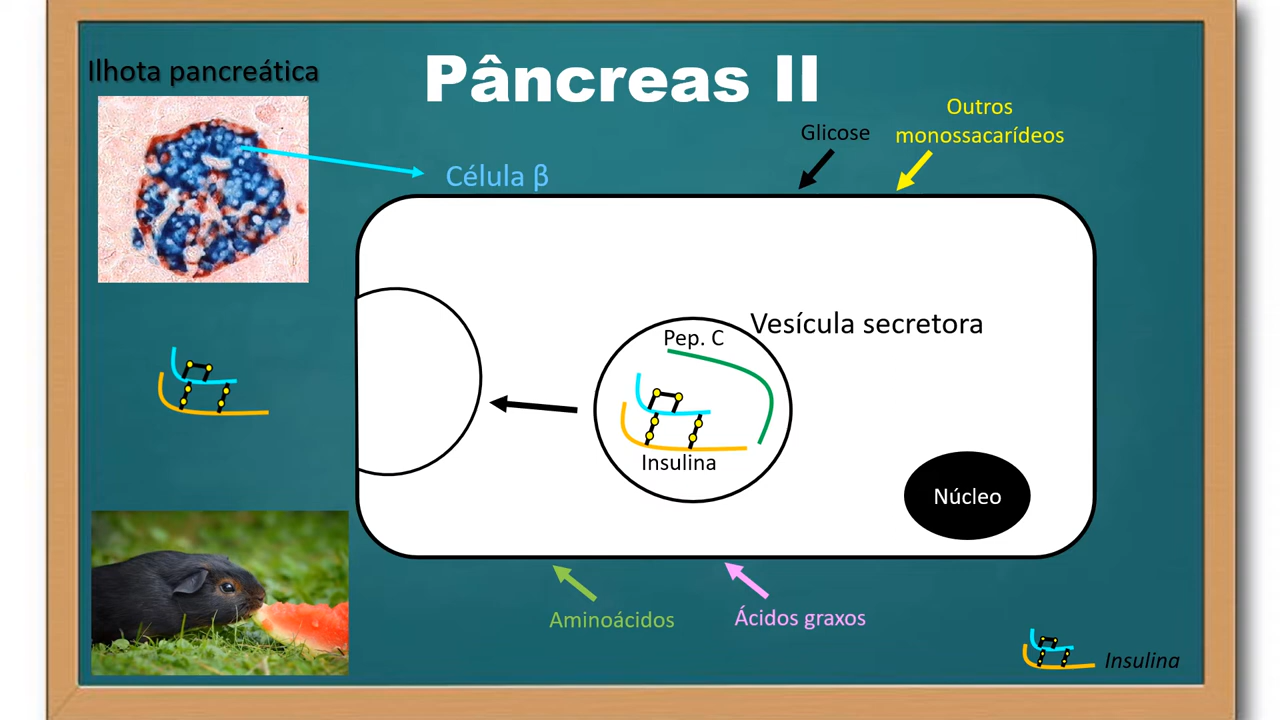 Pâncreas II
Ilhota pancreática
Outros
monossacarídeos
Glicose
Célula β
Vesícula secretora
Pep. C
Insulina
Núcleo
Aminoácidos
Ácidos graxos
Insulina